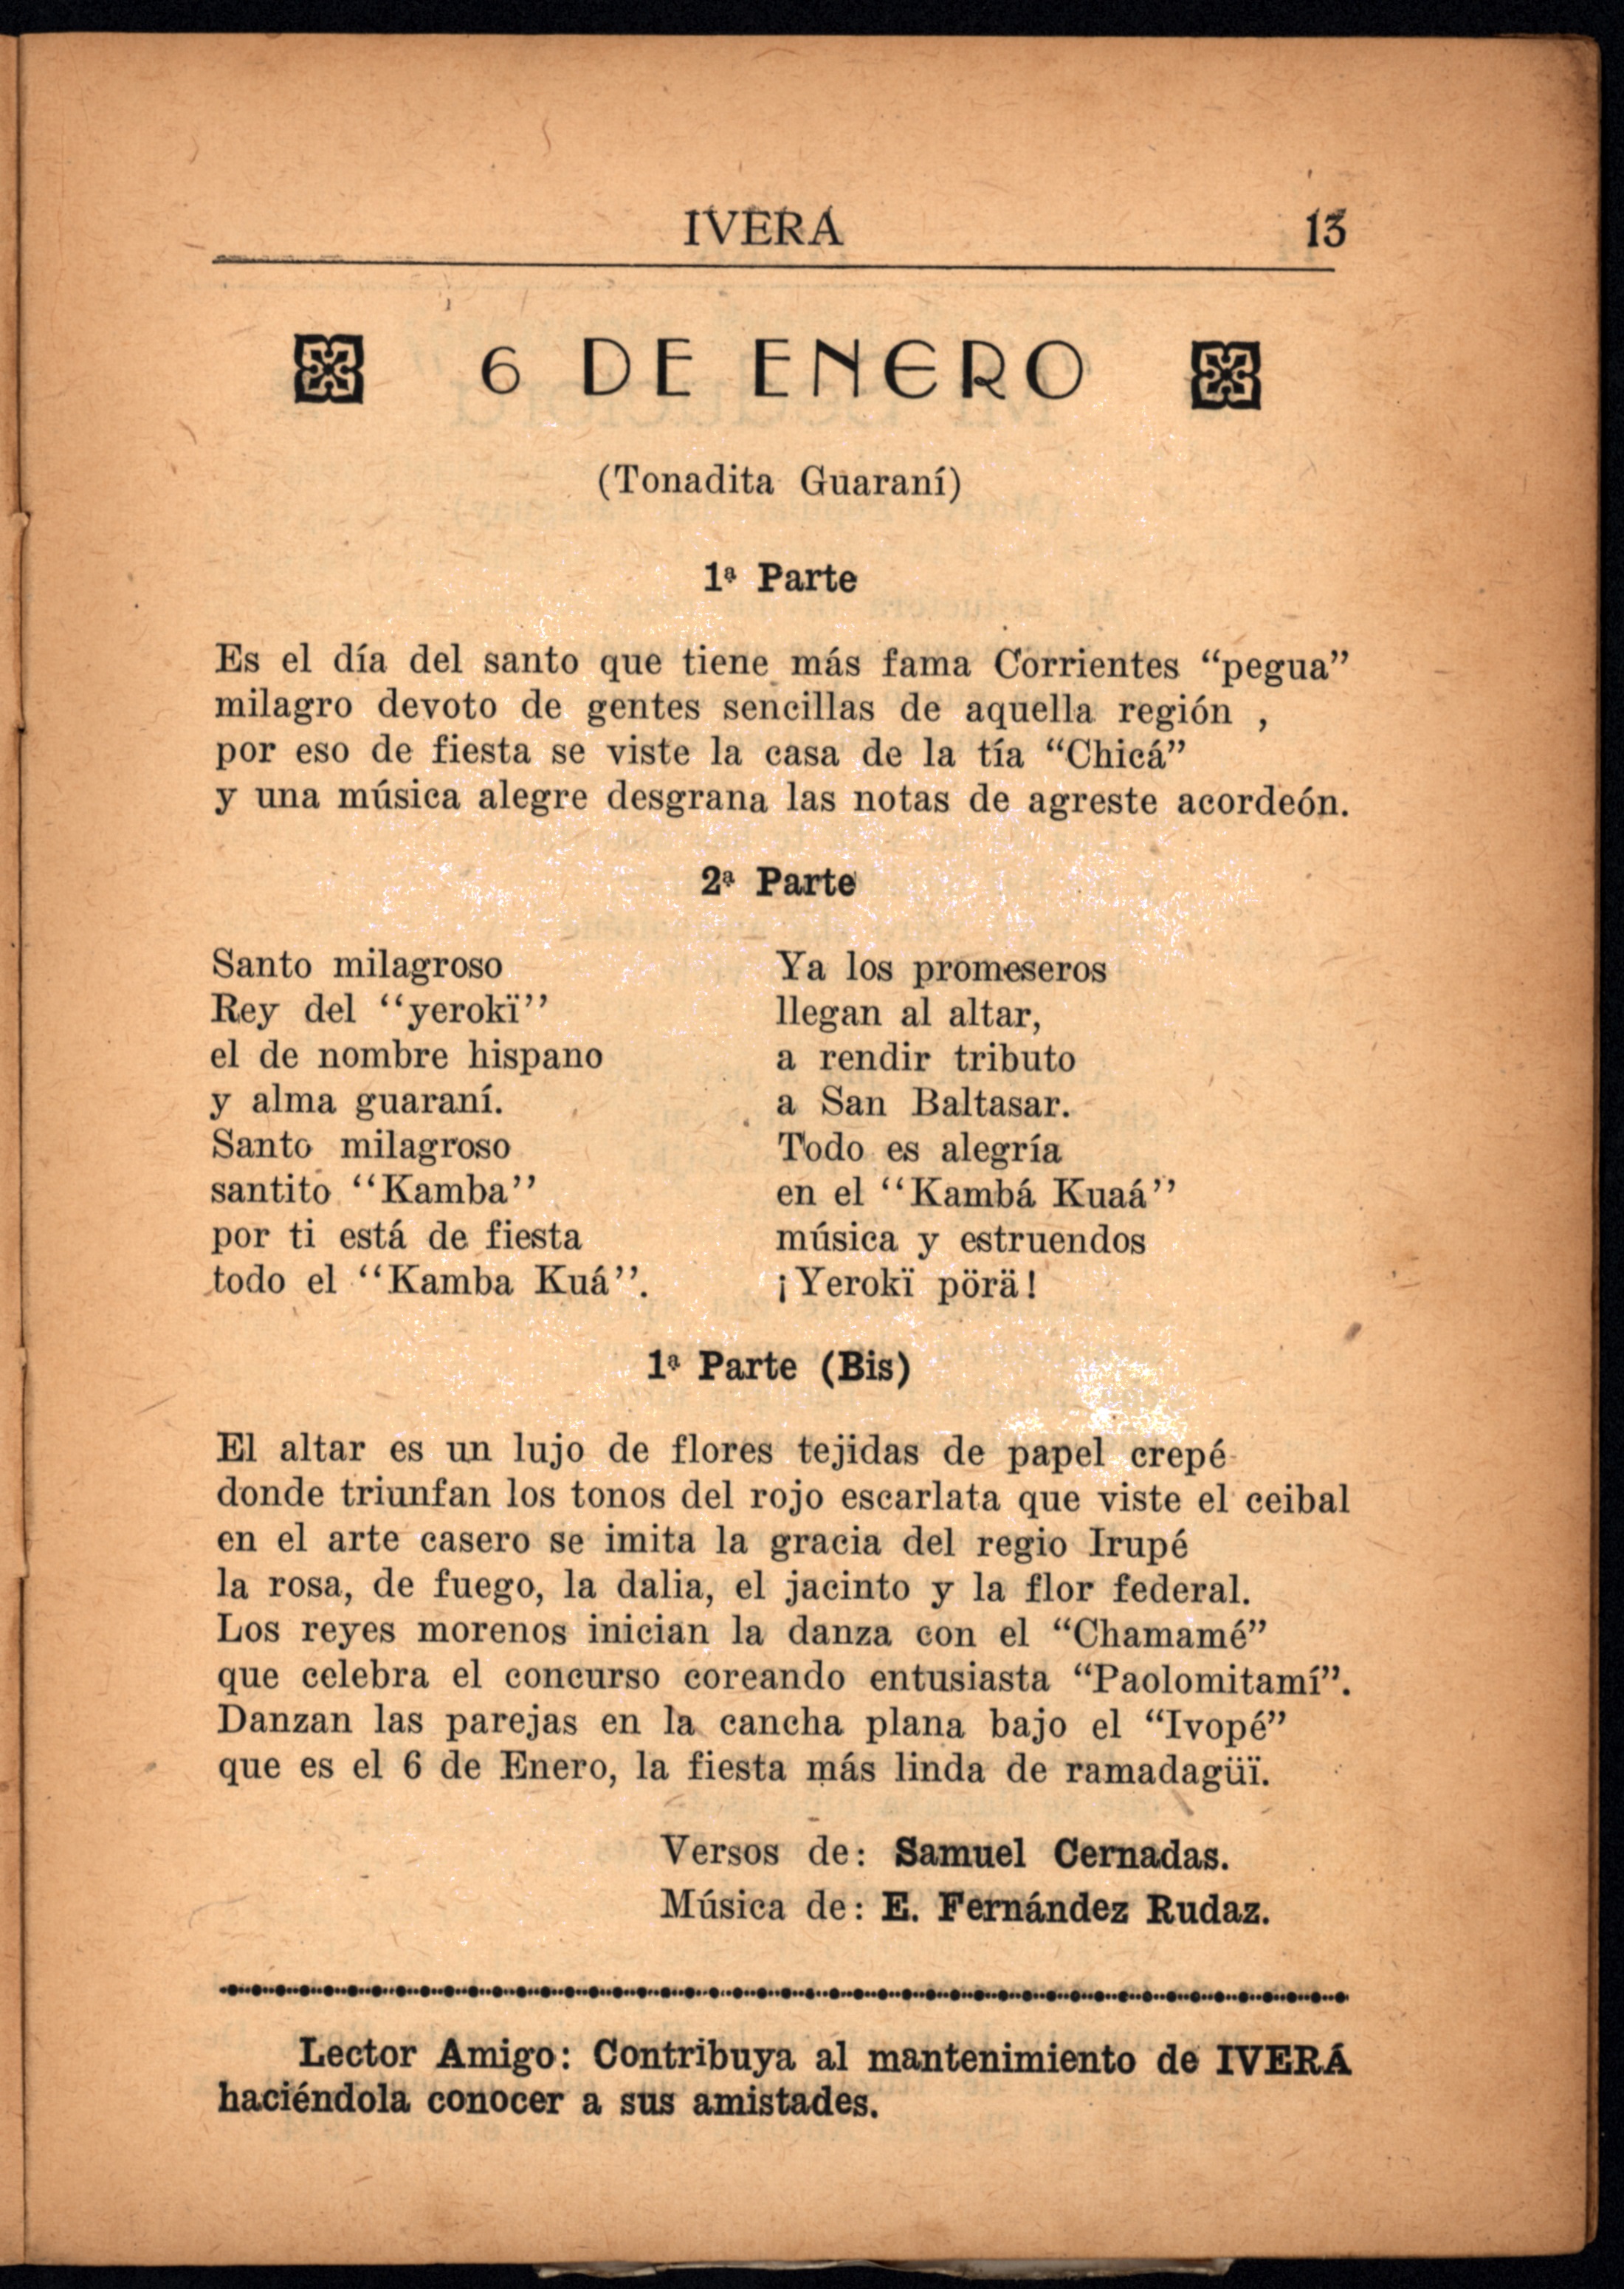 IVERA 13
6 DE ENERO
(Tonadita Guaraní)
1ª Parte
Es el día del santo que tiene más fama Corrientes “pegua”
milagro devoto de gentes sencillas de aquella región ,
por eso de fiesta se viste la casa de la tía “Chicá”
y una música alegre desgrana las notas de agreste acordeón.
2ª Parte
Santo milagroso
Rey del “yerokï”
el de nombre hispano
y alma guaraní.
Santo milagroso
santito “Kamba”
por ti está de fiesta
todo el “Kamba Kuá”.
Ya los promeseros
llegan al altar,
a rendir tributo
a San Baltasar.
Todo es alegría
en el “Kambá Kuaá”
música y estruendos
¡Yerokï pörä!
1ª Parte (Bis)
El altar es un lujo de flores tejidas de papel crepé
donde triunfan los tonos del rojo escarlata que viste el ceibal
en el arte casero se imita la gracia del regio Irupé
la rosa, de fuego, la dalia, el jacinto y la flor federal.
Los reyes morenos inician la danza con el “Chamamé”
que celebra el concurso coreando entusiasta “Paolomitamí”.
Danzan las parejas en la cancha plana bajo el “Ivopé”
que es el 6 de Enero, la fiesta más linda de ramadagüï.
Versos de: Samuel Cernadas.
Música de: E. Fernández Rudaz.
Lector Amigo: Contribuya al mantenimiento de IVERÁ
haciéndola conocer a sus amistades.